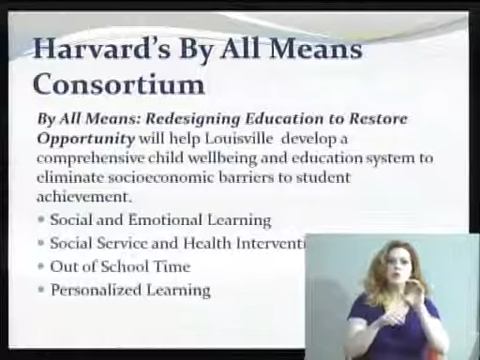 Harvard's By All Means
Consortium
By All Means: Redesigning Education to Restore
Opportunity will help Louisville develop a
comprehensive child wellbeing and education system to
eliminate socioeconomic barriers to student
achievement.
• Social and Emotional Learning
• Social Service and Health
• Out of School Time
• Personalized Learning